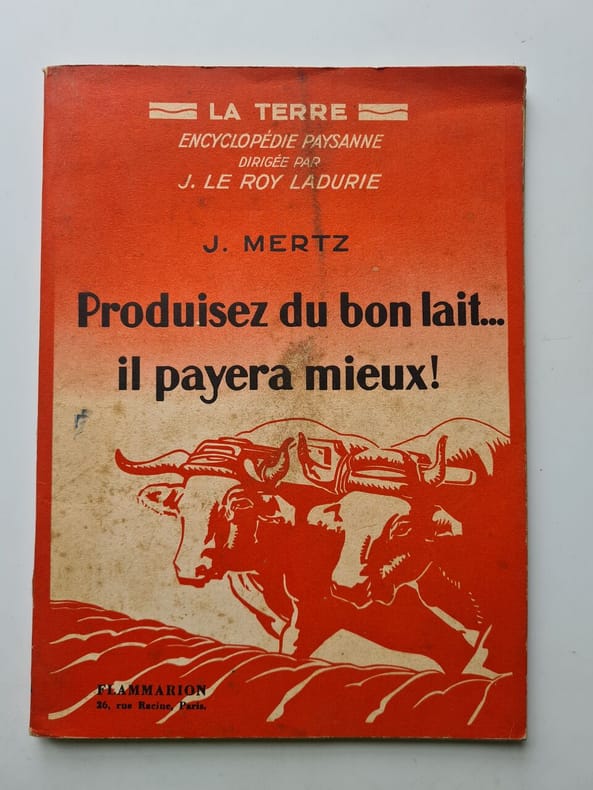 LA TERRE
ENCYCLOPÉDIE PAYSANNE
DIRIGÉE PAR
J. LE ROY LADURIE
J. MERTZ
Produisez du bon lait...
il payera mieux!
FLAMMARION
26, rue Racine, Paris.